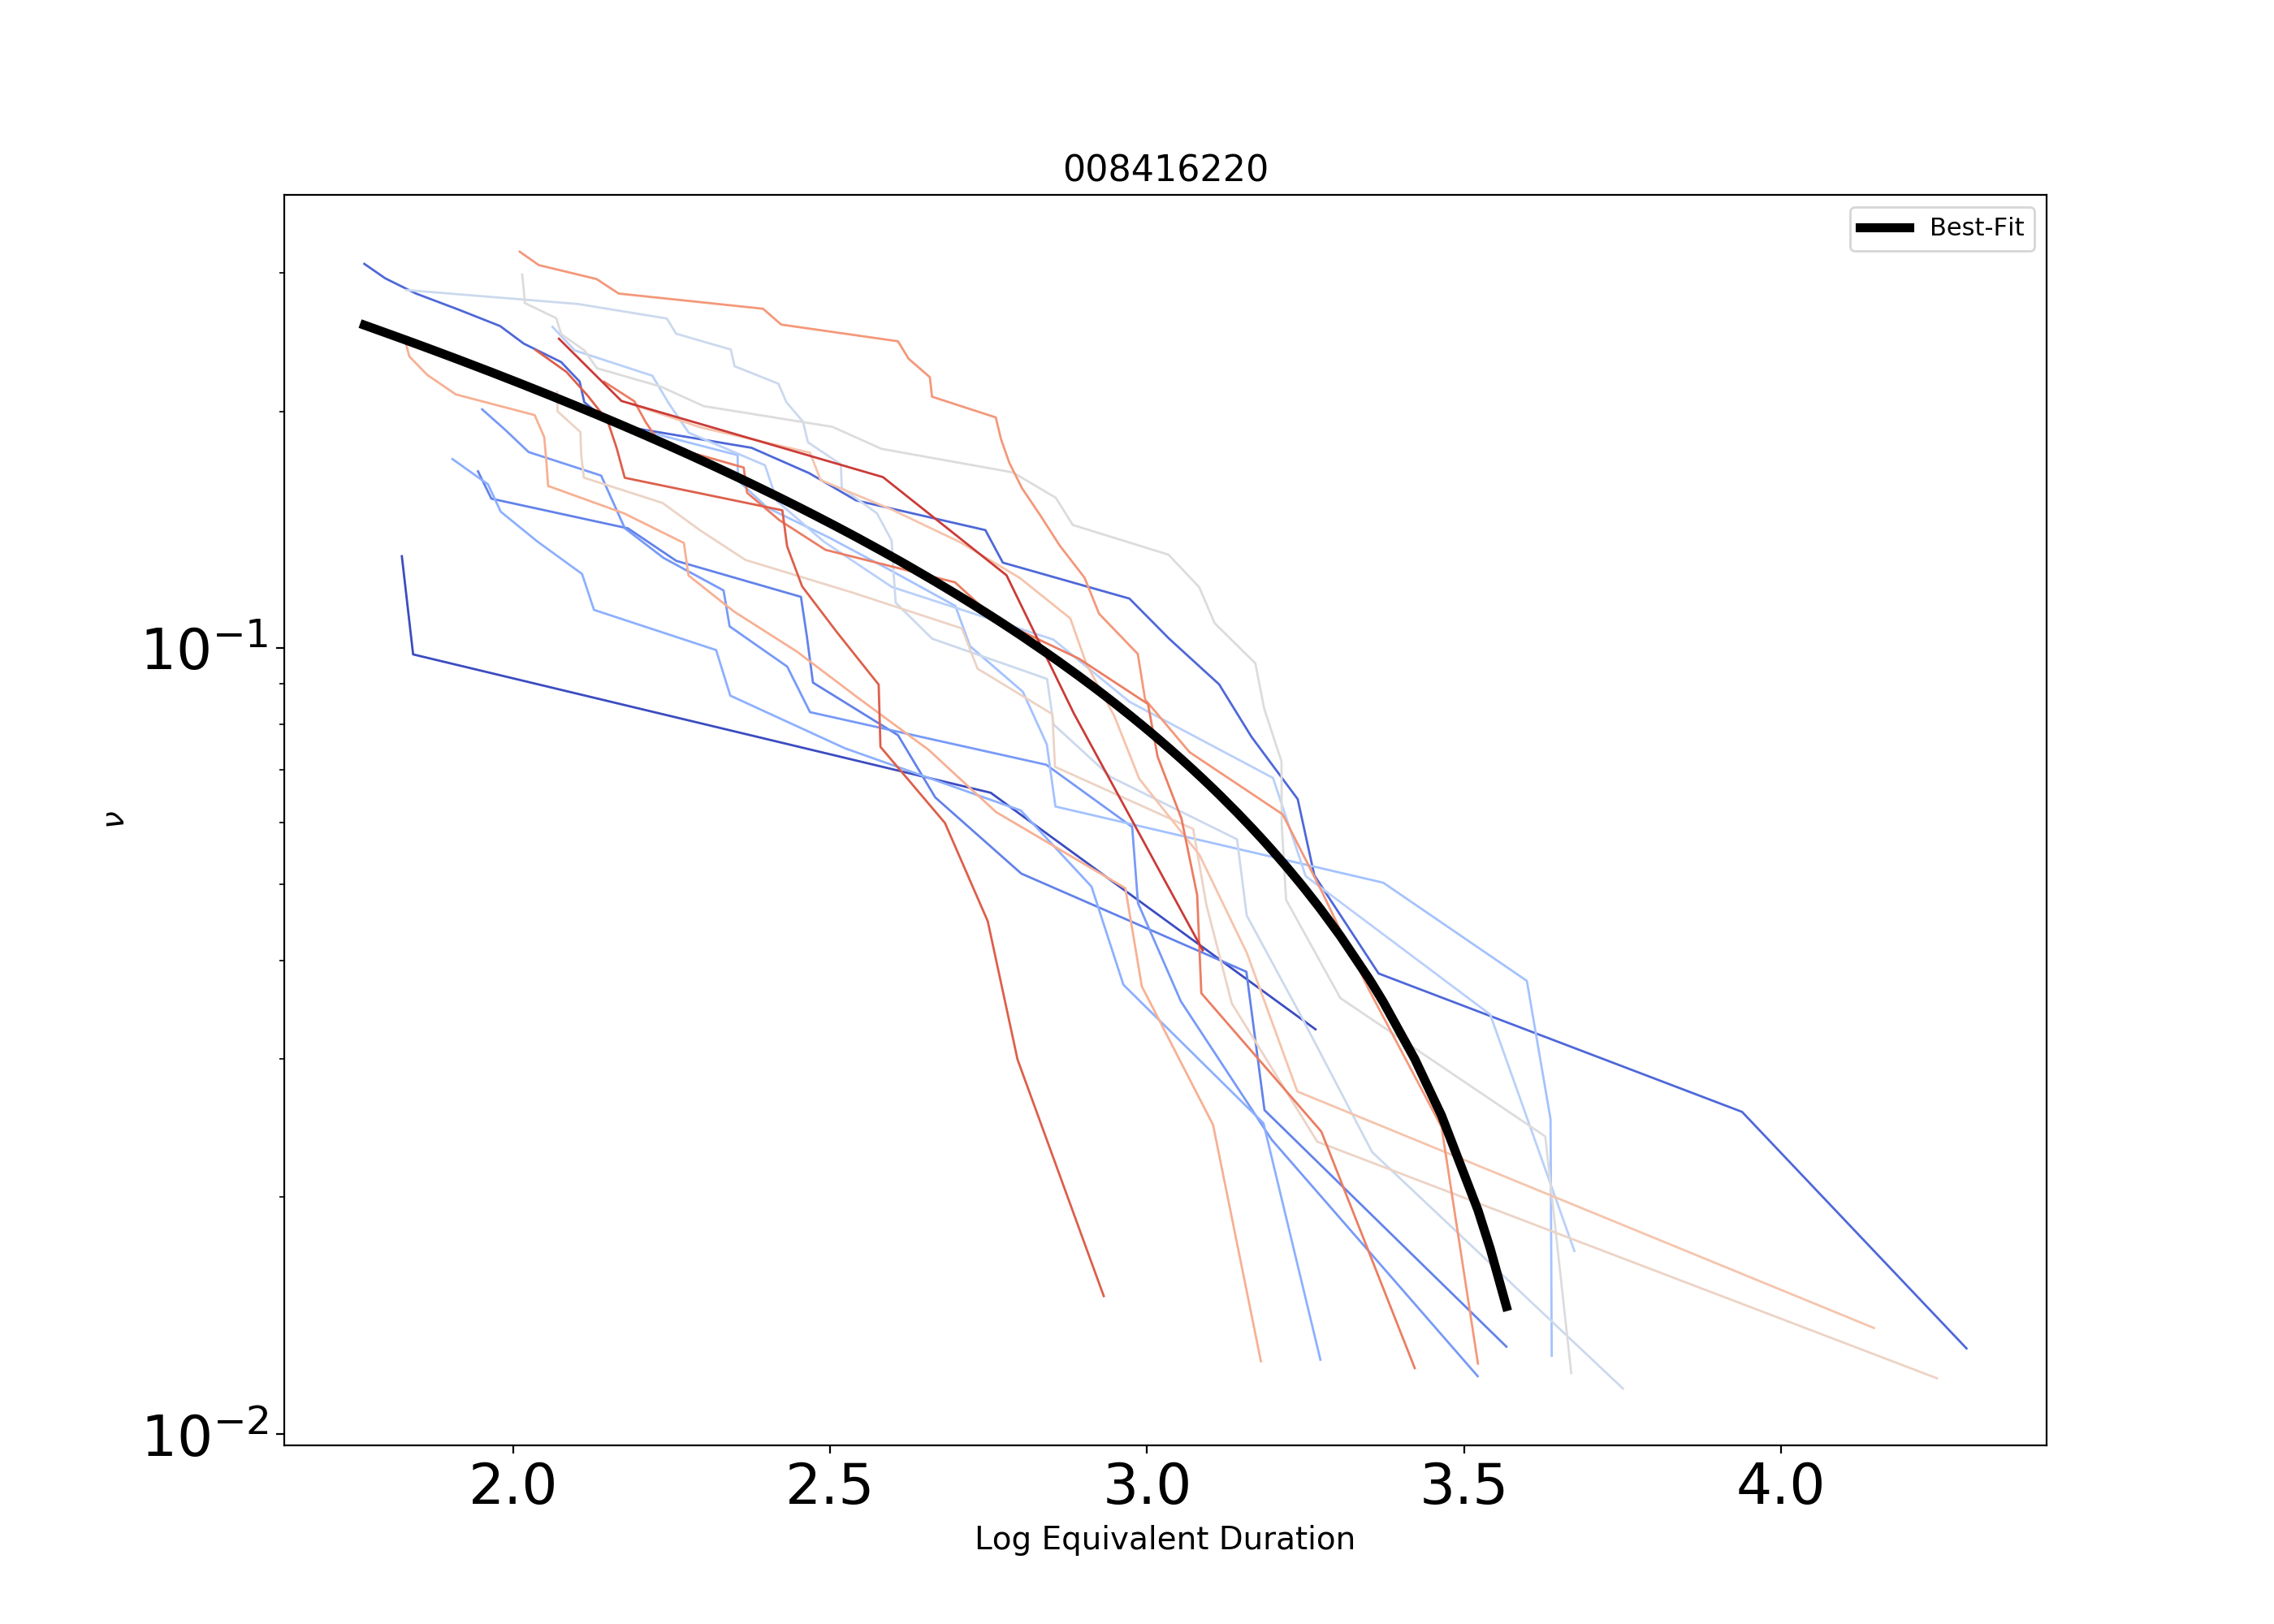 008416220
Best-Fit
10⁻¹
ν
10⁻²
2.0 2.5 3.0 3.5 4.0
Log Equivalent Duration